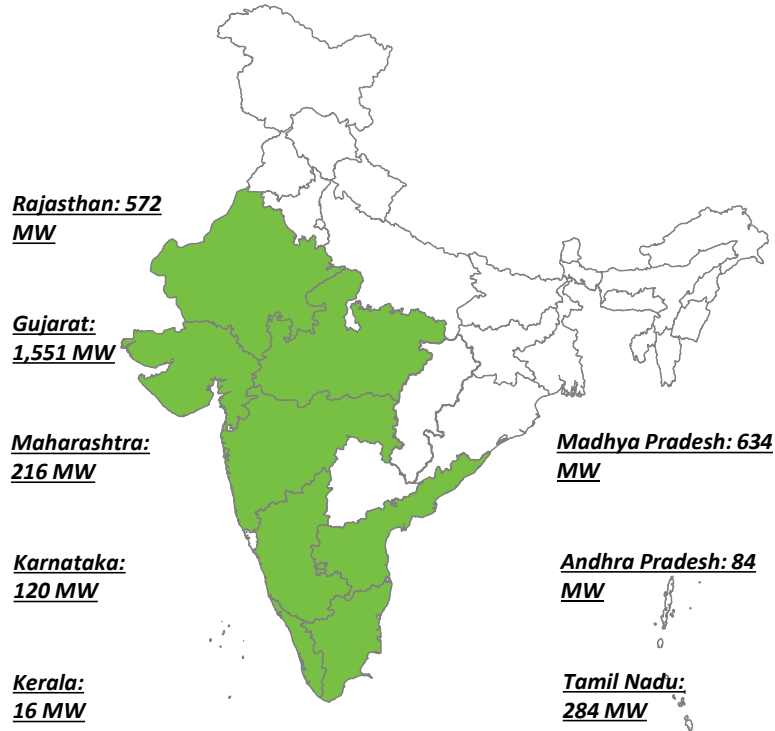 Rajasthan: 572
MW
Gujarat:
1,551 MW
Maharashtra:
216 MW
Madhya Pradesh: 634
MW
Karnataka:
120 MW
Andhra Pradesh: 84
MW
Kerala:
16 MW
Tamil Nadu:
284 MW